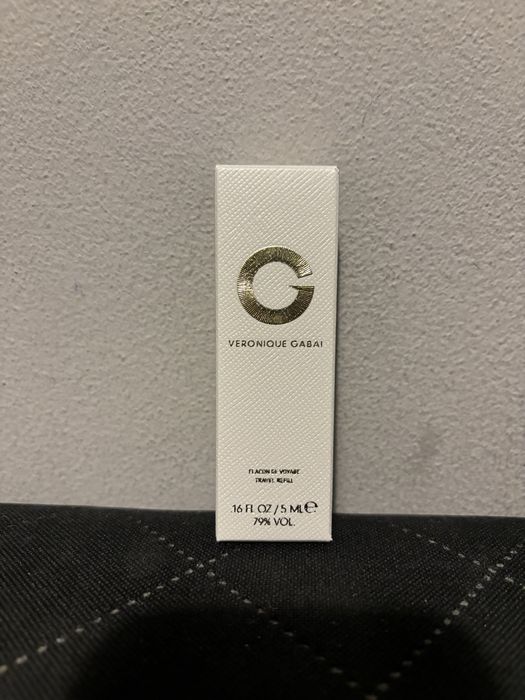 VERONIQUE GABAI
FLACON DE VOYAGE
TRAVEL REFILL
.16 FL OZ / 5 ML ℮
79% VOL.